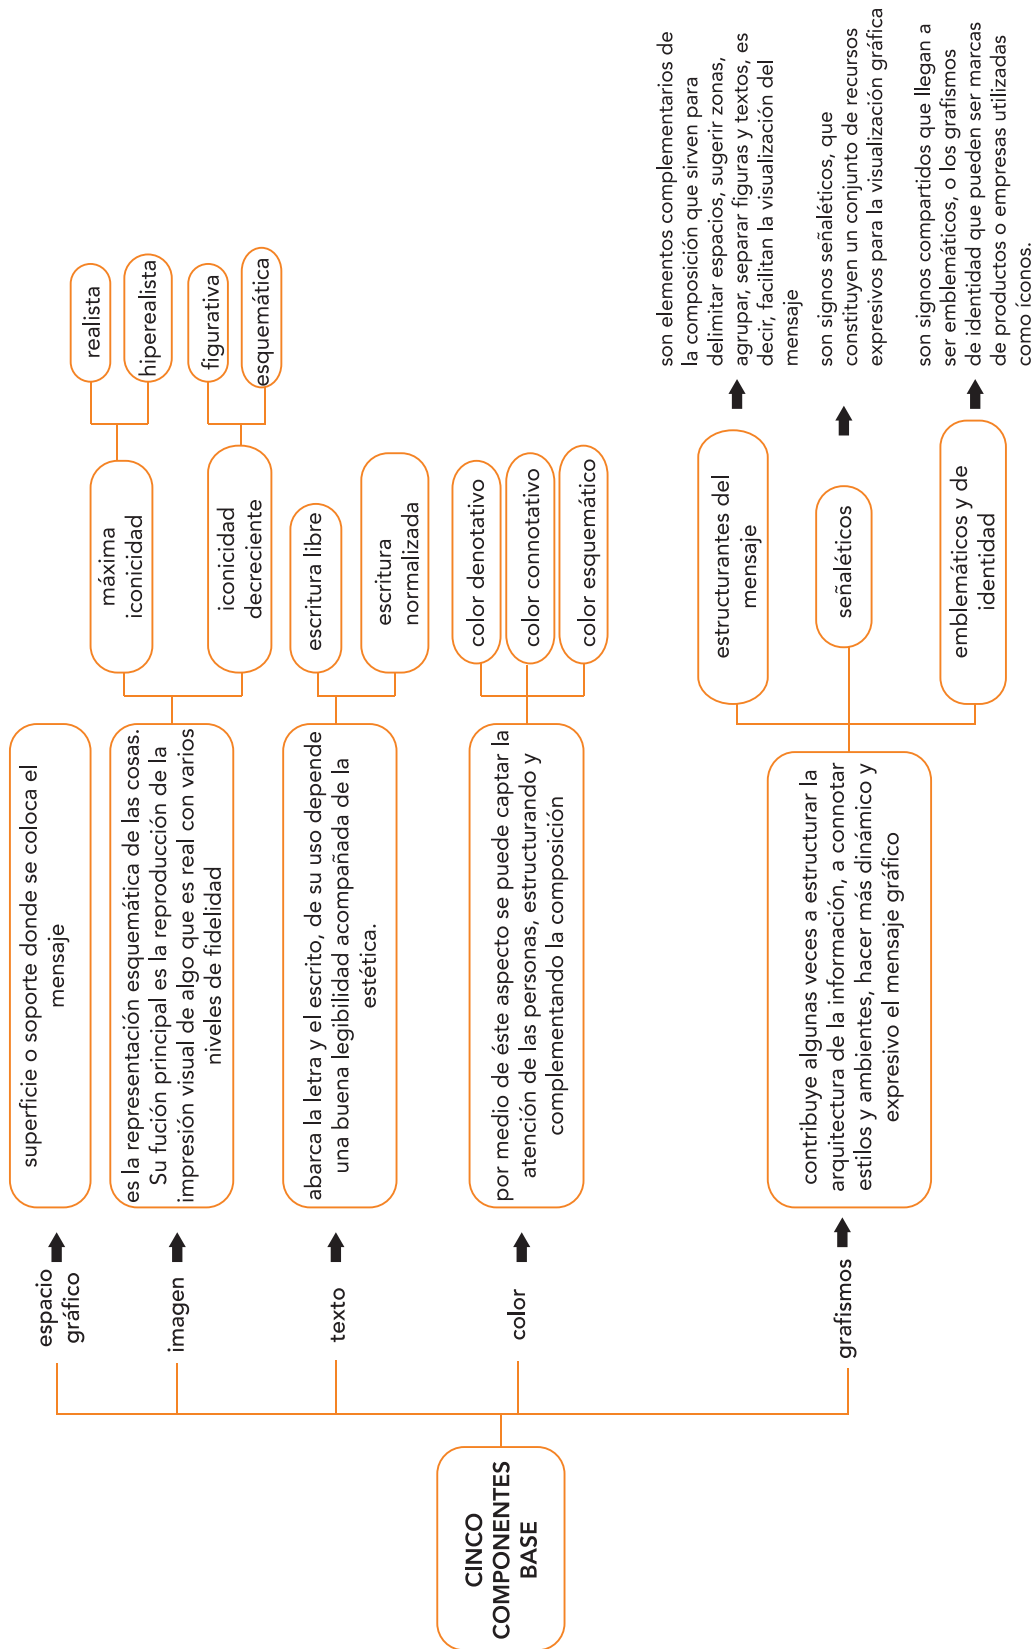 CINCO
COMPONENTES
BASE
espacio
gráfico
superficie o soporte donde se coloca el
mensaje
imagen
es la representación esquemática de las cosas.
Su fución principal es la reproducción de la
impresión visual de algo que es real con varios
niveles de fidelidad
máxima
iconicidad
realista
hiperealista
iconicidad
decreciente
figurativa
esquemática
texto
abarca la letra y el escrito, de su uso depende
una buena legibilidad acompañada de la
estética.
escritura libre
escritura
normalizada
color
por medio de éste aspecto se puede captar la
atención de las personas, estructurando y
complementando la composición
color denotativo
color connotativo
color esquemático
grafismos
contribuye algunas veces a estructurar la
arquitectura de la información, a connotar
estilos y ambientes, hacer más dinámico y
expresivo el mensaje gráfico
estructurantes del
mensaje
son elementos complementarios de
la composición que sirven para
delimitar espacios, sugerir zonas,
agrupar, separar figuras y textos, es
decir, facilitan la visualización del
mensaje
señaléticos
son signos señaléticos, que
constituyen un conjunto de recursos
expresivos para la visualización gráfica
emblemáticos y de
identidad
son signos compartidos que llegan a
ser emblemáticos, o los grafismos
de identidad que pueden ser marcas
de productos o empresas utilizadas
como íconos.